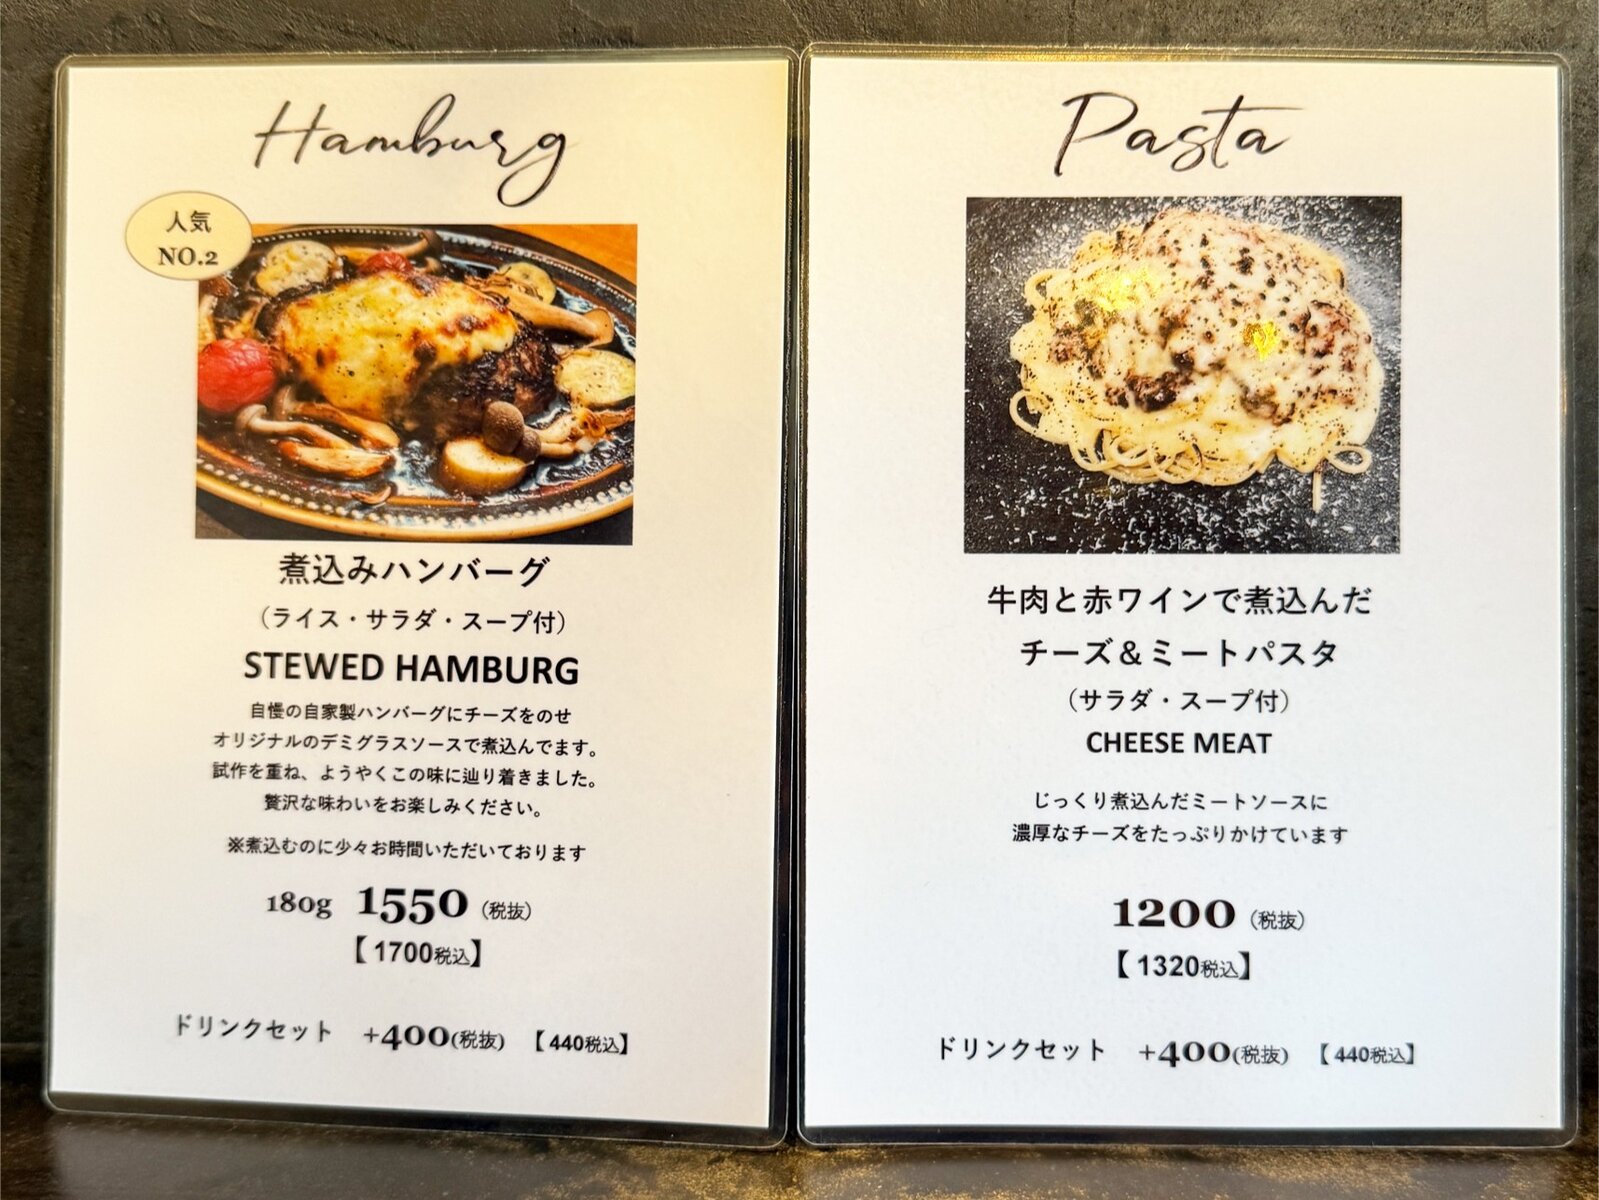 Hamburg
人気
NO.2
煮込みハンバーグ
（ライス・サラダ・スープ付）
STEWED HAMBURG
自慢の自家製ハンバーグにチーズをのせ
オリジナルのデミグラスソースで煮込んでます。
試作を重ね、ようやくこの味に辿り着きました。
贅沢な味わいをお楽しみください。
※煮込むのに少々お時間いただいております
180g 1550（税抜）
【1700税込】
ドリンクセット +400(税抜) 【440税込】
Pasta
牛肉と赤ワインで煮込んだ
チーズ＆ミートパスタ
（サラダ・スープ付）
CHEESE MEAT
じっくり煮込んだミートソースに
濃厚なチーズをたっぷりかけています
1200（税抜）
【1320税込】
ドリンクセット +400(税抜) 【440税込】